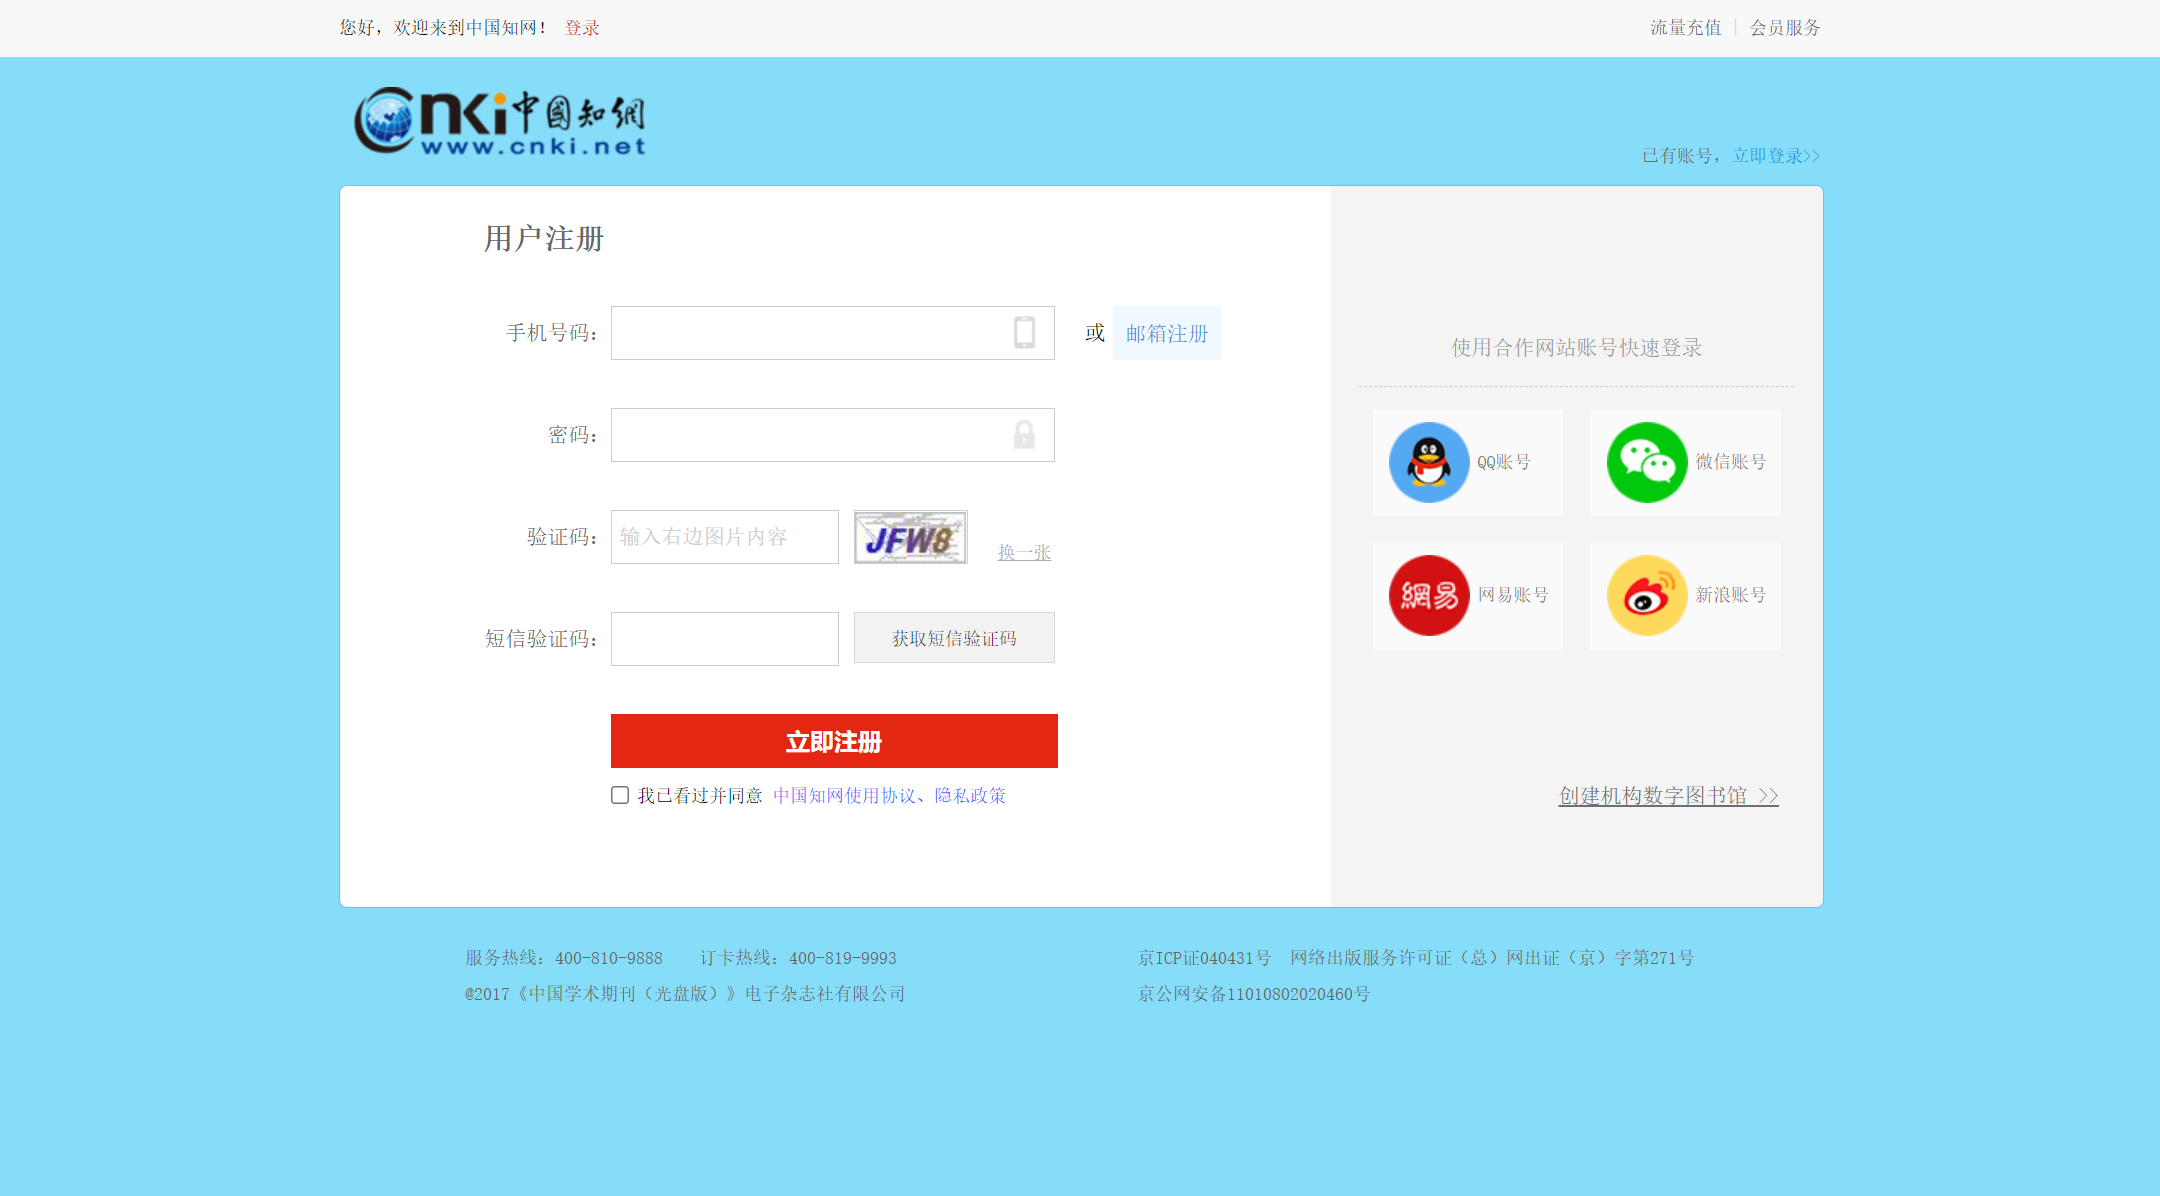 您好，欢迎来到中国知网！ 登录
流量充值 | 会员服务
cnki中國知網
www.cnki.net
已有账号，立即登录>>
用户注册
手机号码：
或 邮箱注册
密码：
验证码： 输入右边图片内容 JFW8 换一张
短信验证码： 获取短信验证码
立即注册
我已看过并同意 中国知网使用协议、隐私政策
使用合作网站账号快速登录
QQ账号 微信账号
網易 网易账号 新浪账号
创建机构数字图书馆 >>
服务热线：400-810-9888 订卡热线：400-819-9993
@2017《中国学术期刊（光盘版）》电子杂志社有限公司
京ICP证040431号 网络出版服务许可证（总）网出证（京）字第271号
京公网安备11010802020460号